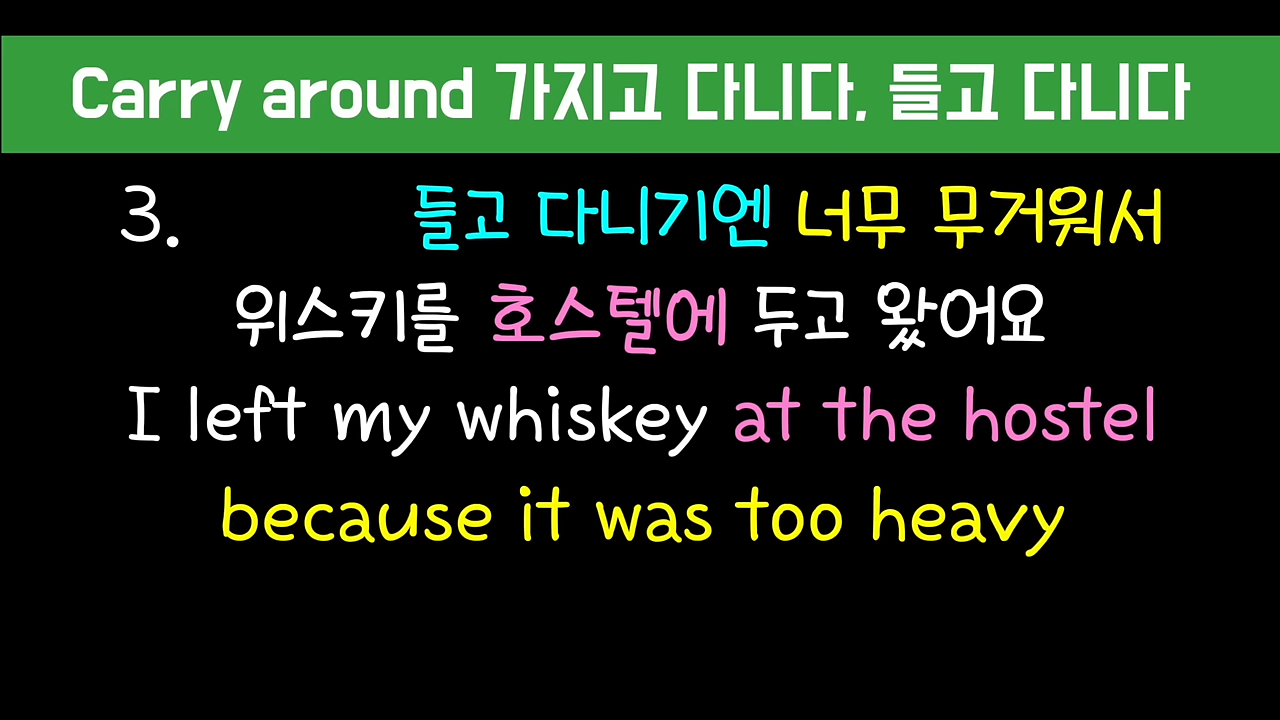 Carry around 가지고 다니다, 들고 다니다
3. 들고 다니기엔 너무 무거워서
위스키를 호스텔에 두고 왔어요
I left my whiskey at the hostel
because it was too heavy